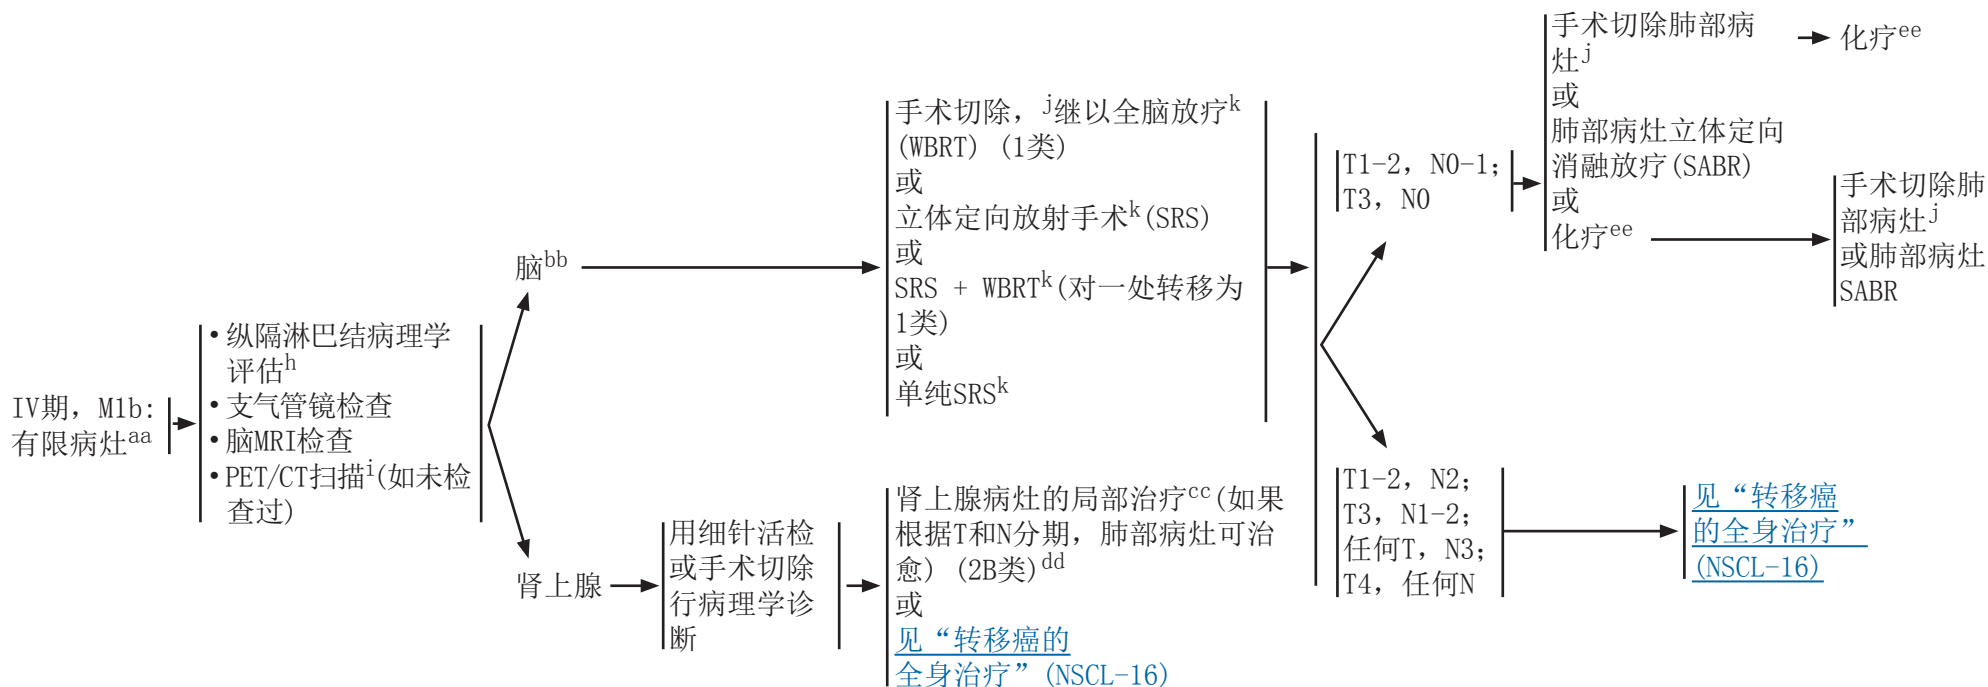 IV期，M1b:
有限病灶aa
•纵隔淋巴结病理学
评估h
•支气管镜检查
•脑MRI检查
•PET/CT扫描i(如未检
查过)
脑bb
手术切除，j继以全脑放疗k
(WBRT) (1类)
或
立体定向放射手术k(SRS)
或
SRS + WBRTk(对一处转移为
1类)
或
单纯SRSk
肾上腺
用细针活检
或手术切除
行病理学诊
断
肾上腺病灶的局部治疗cc(如果
根据T和N分期，肺部病灶可治
愈) (2B类)dd
或
见“转移癌的
全身治疗”(NSCL-16)
T1-2，N0-1；
T3，N0
手术切除肺部病
灶j
或
肺部病灶立体定向
消融放疗(SABR)
或
化疗ee
化疗ee
手术切除肺
部病灶j
或肺部病灶
SABR
T1-2，N2；
T3，N1-2；
任何T，N3；
T4，任何N
见“转移癌
的全身治疗”
(NSCL-16)